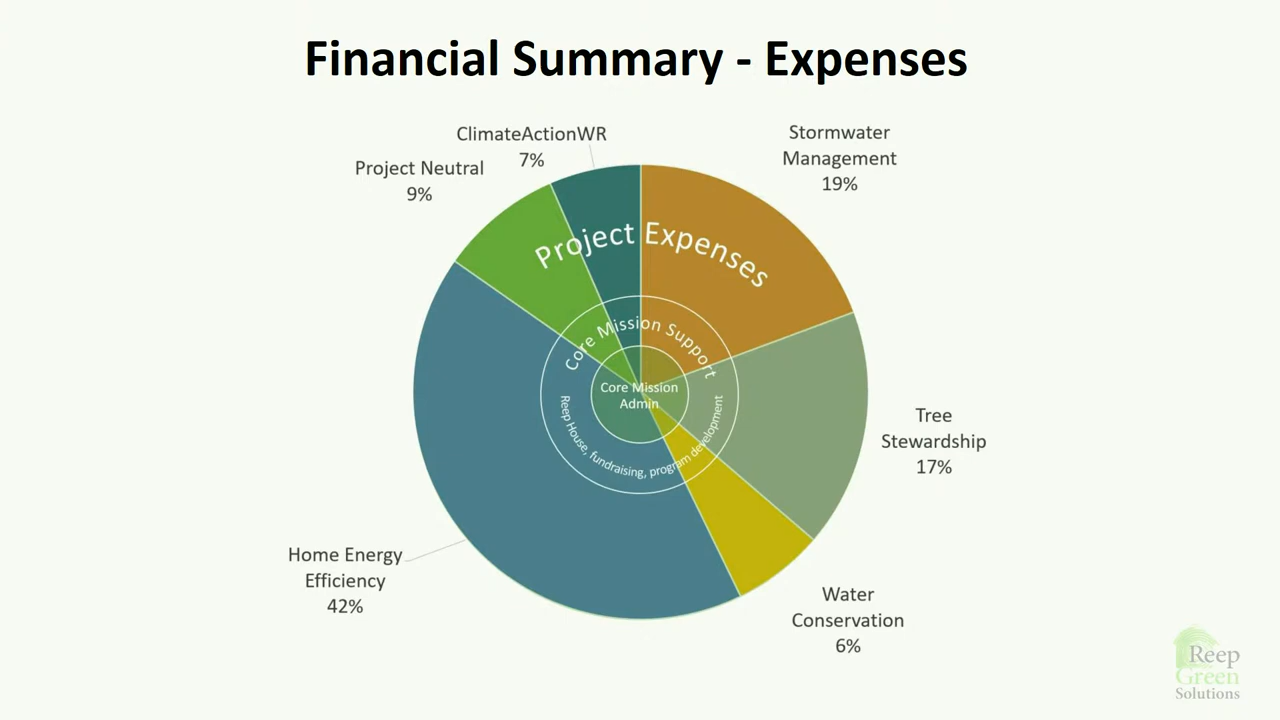 Financial Summary - Expenses
ClimateActionWR
7%
Project Neutral
9%
Stormwater
Management
19%
Project Expenses
Core Mission Support
Core Mission
Admin
Reep House, fundraising, program development
Tree
Stewardship
17%
Home Energy
Efficiency
42%
Water
Conservation
6%
Reep
Green
Solutions